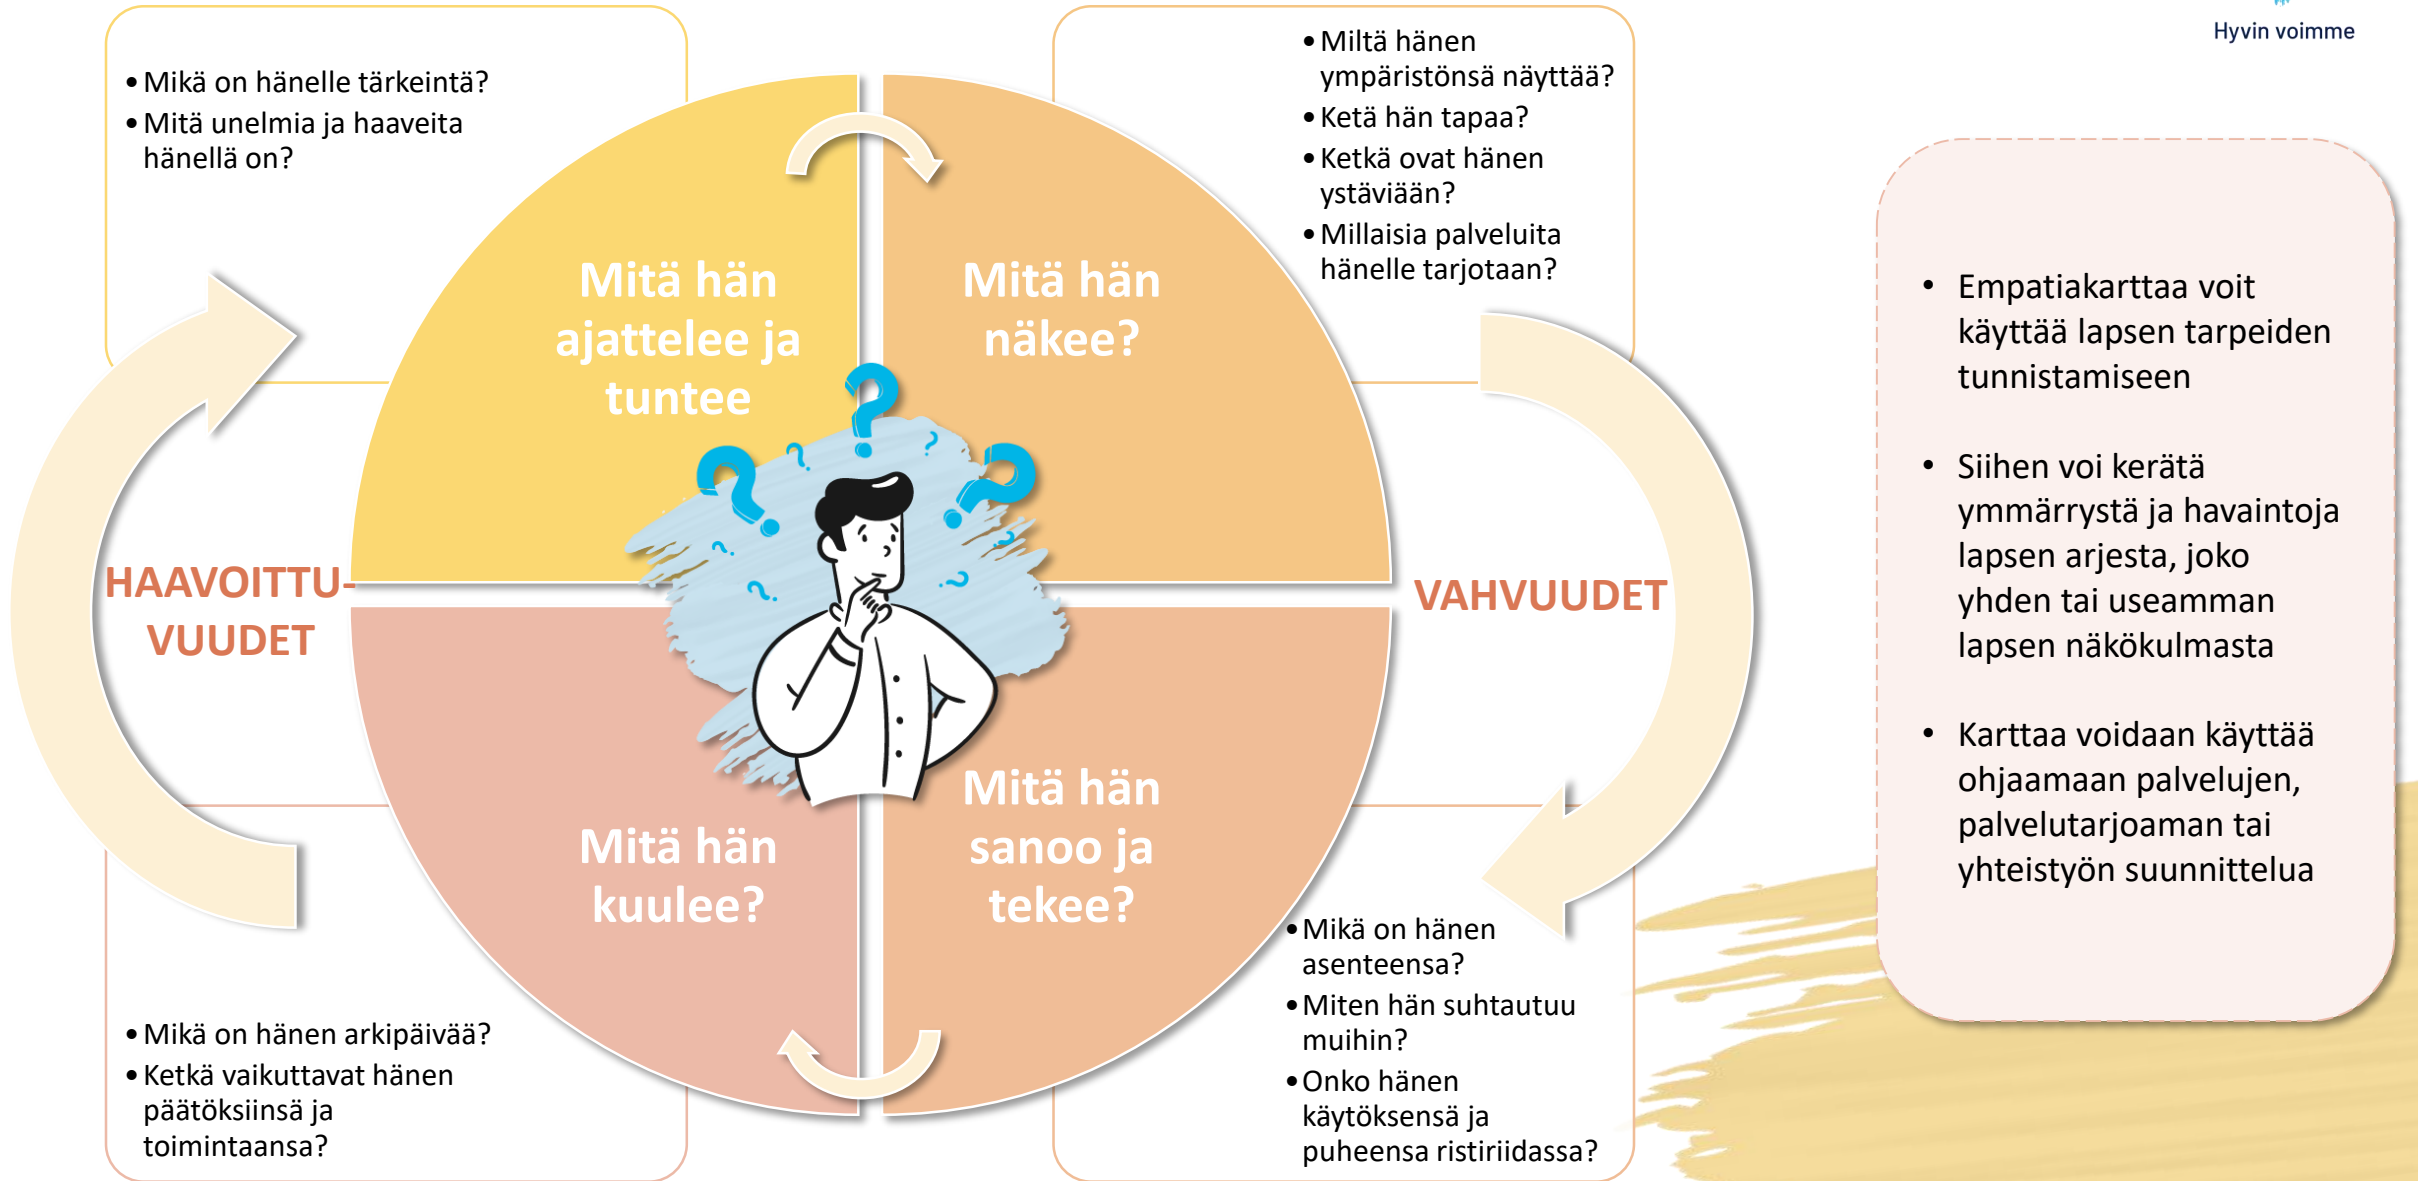 Hyvin voimme
•Mikä on hänelle tärkeintä?
•Mitä unelmia ja haaveita
hänellä on?
•Miltä hänen
ympäristönsä näyttää?
•Ketä hän tapaa?
•Ketkä ovat hänen
ystäviään?
•Millaisia palveluita
hänelle tarjotaan?
Mitä hän
ajattelee ja
tuntee
Mitä hän
näkee?
HAAVOITTU-
VUUDET
VAHVUUDET
Mitä hän
kuulee?
Mitä hän
sanoo ja
tekee?
•Mikä on hänen arkipäivää?
•Ketkä vaikuttavat hänen
päätöksiinsä ja
toimintaansa?
•Mikä on hänen
asenteensa?
•Miten hän suhtautuu
muihin?
•Onko hänen
käytöksensä ja
puheensa ristiriidassa?
• Empatiakarttaa voit
käyttää lapsen tarpeiden
tunnistamiseen
• Siihen voi kerätä
ymmärrystä ja havaintoja
lapsen arjesta, joko
yhden tai useamman
lapsen näkökulmasta
• Karttaa voidaan käyttää
ohjaamaan palvelujen,
palvelutarjoaman tai
yhteistyön suunnittelua